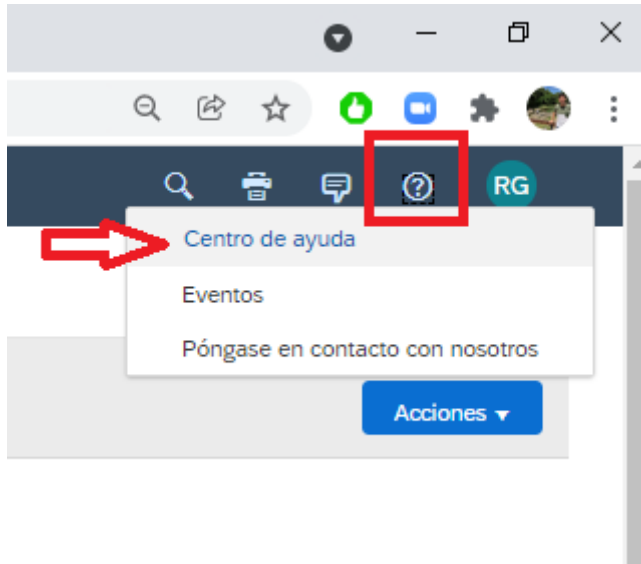 RG
Centro de ayuda
Eventos
Póngase en contacto con nosotros
Acciones